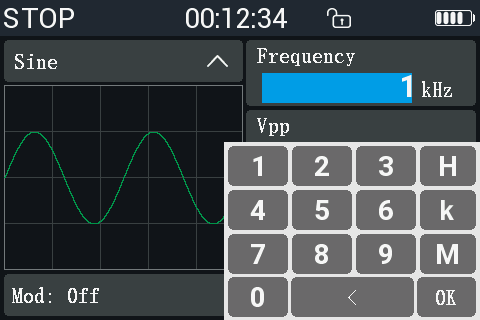 STOP 00:12:34
Sine
Frequency
1 kHz
Vpp
1 2 3 H
4 5 6 k
7 8 9 M
0 < OK
Mod: Off